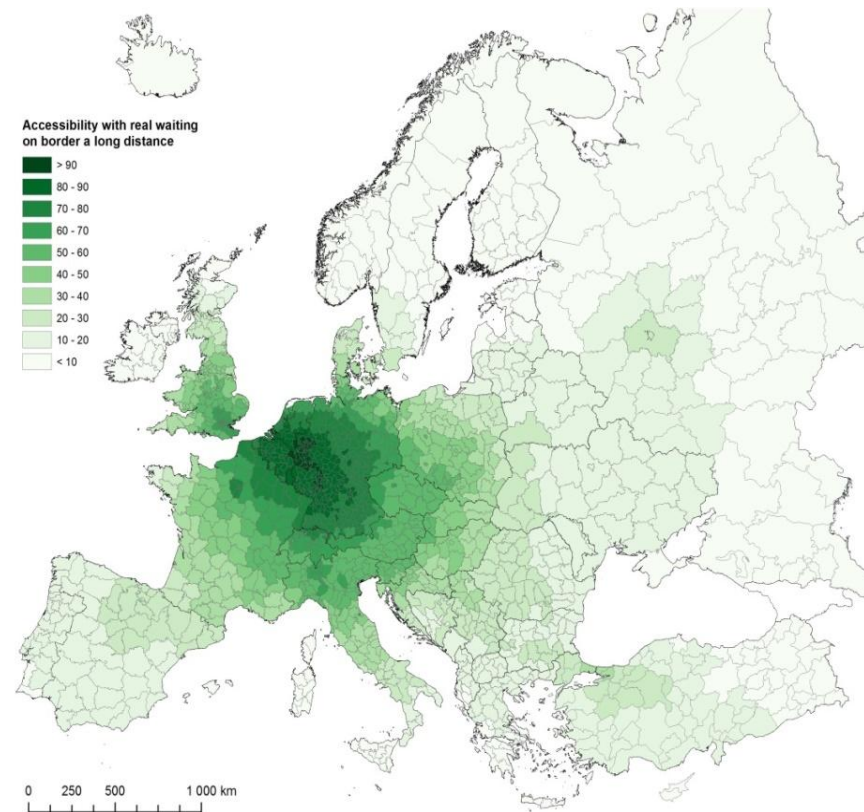 Accessibility with real waiting
on border a long distance
> 90
80 - 90
70 - 80
60 - 70
50 - 60
40 - 50
30 - 40
20 - 30
10 - 20
< 10
0 250 500 1 000 km